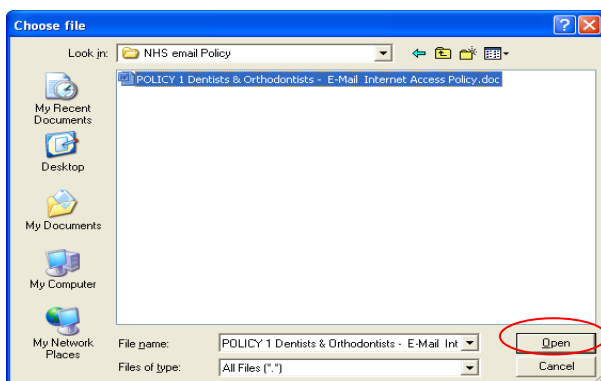 Choose file
Look in: NHS email Policy
POLICY 1 Dentists & Orthodontists - E-Mail Internet Access Policy.doc
My Recent
Documents
Desktop
My Documents
My Computer
My Network
Places
File name: POLICY 1 Dentists & Orthodontists - E-Mail Int
Open
Files of type: All Files (*.*)
Cancel